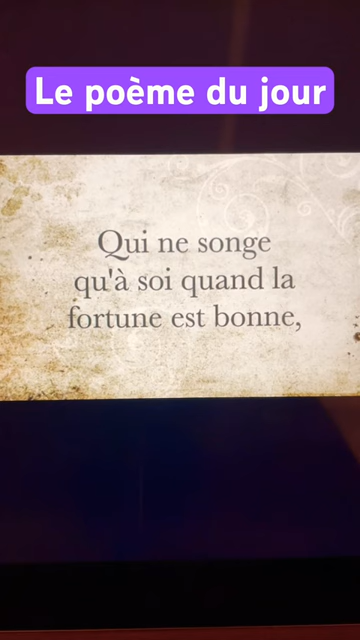 Le poème du jour
Qui ne songe
qu'à soi quand la
fortune est bonne,